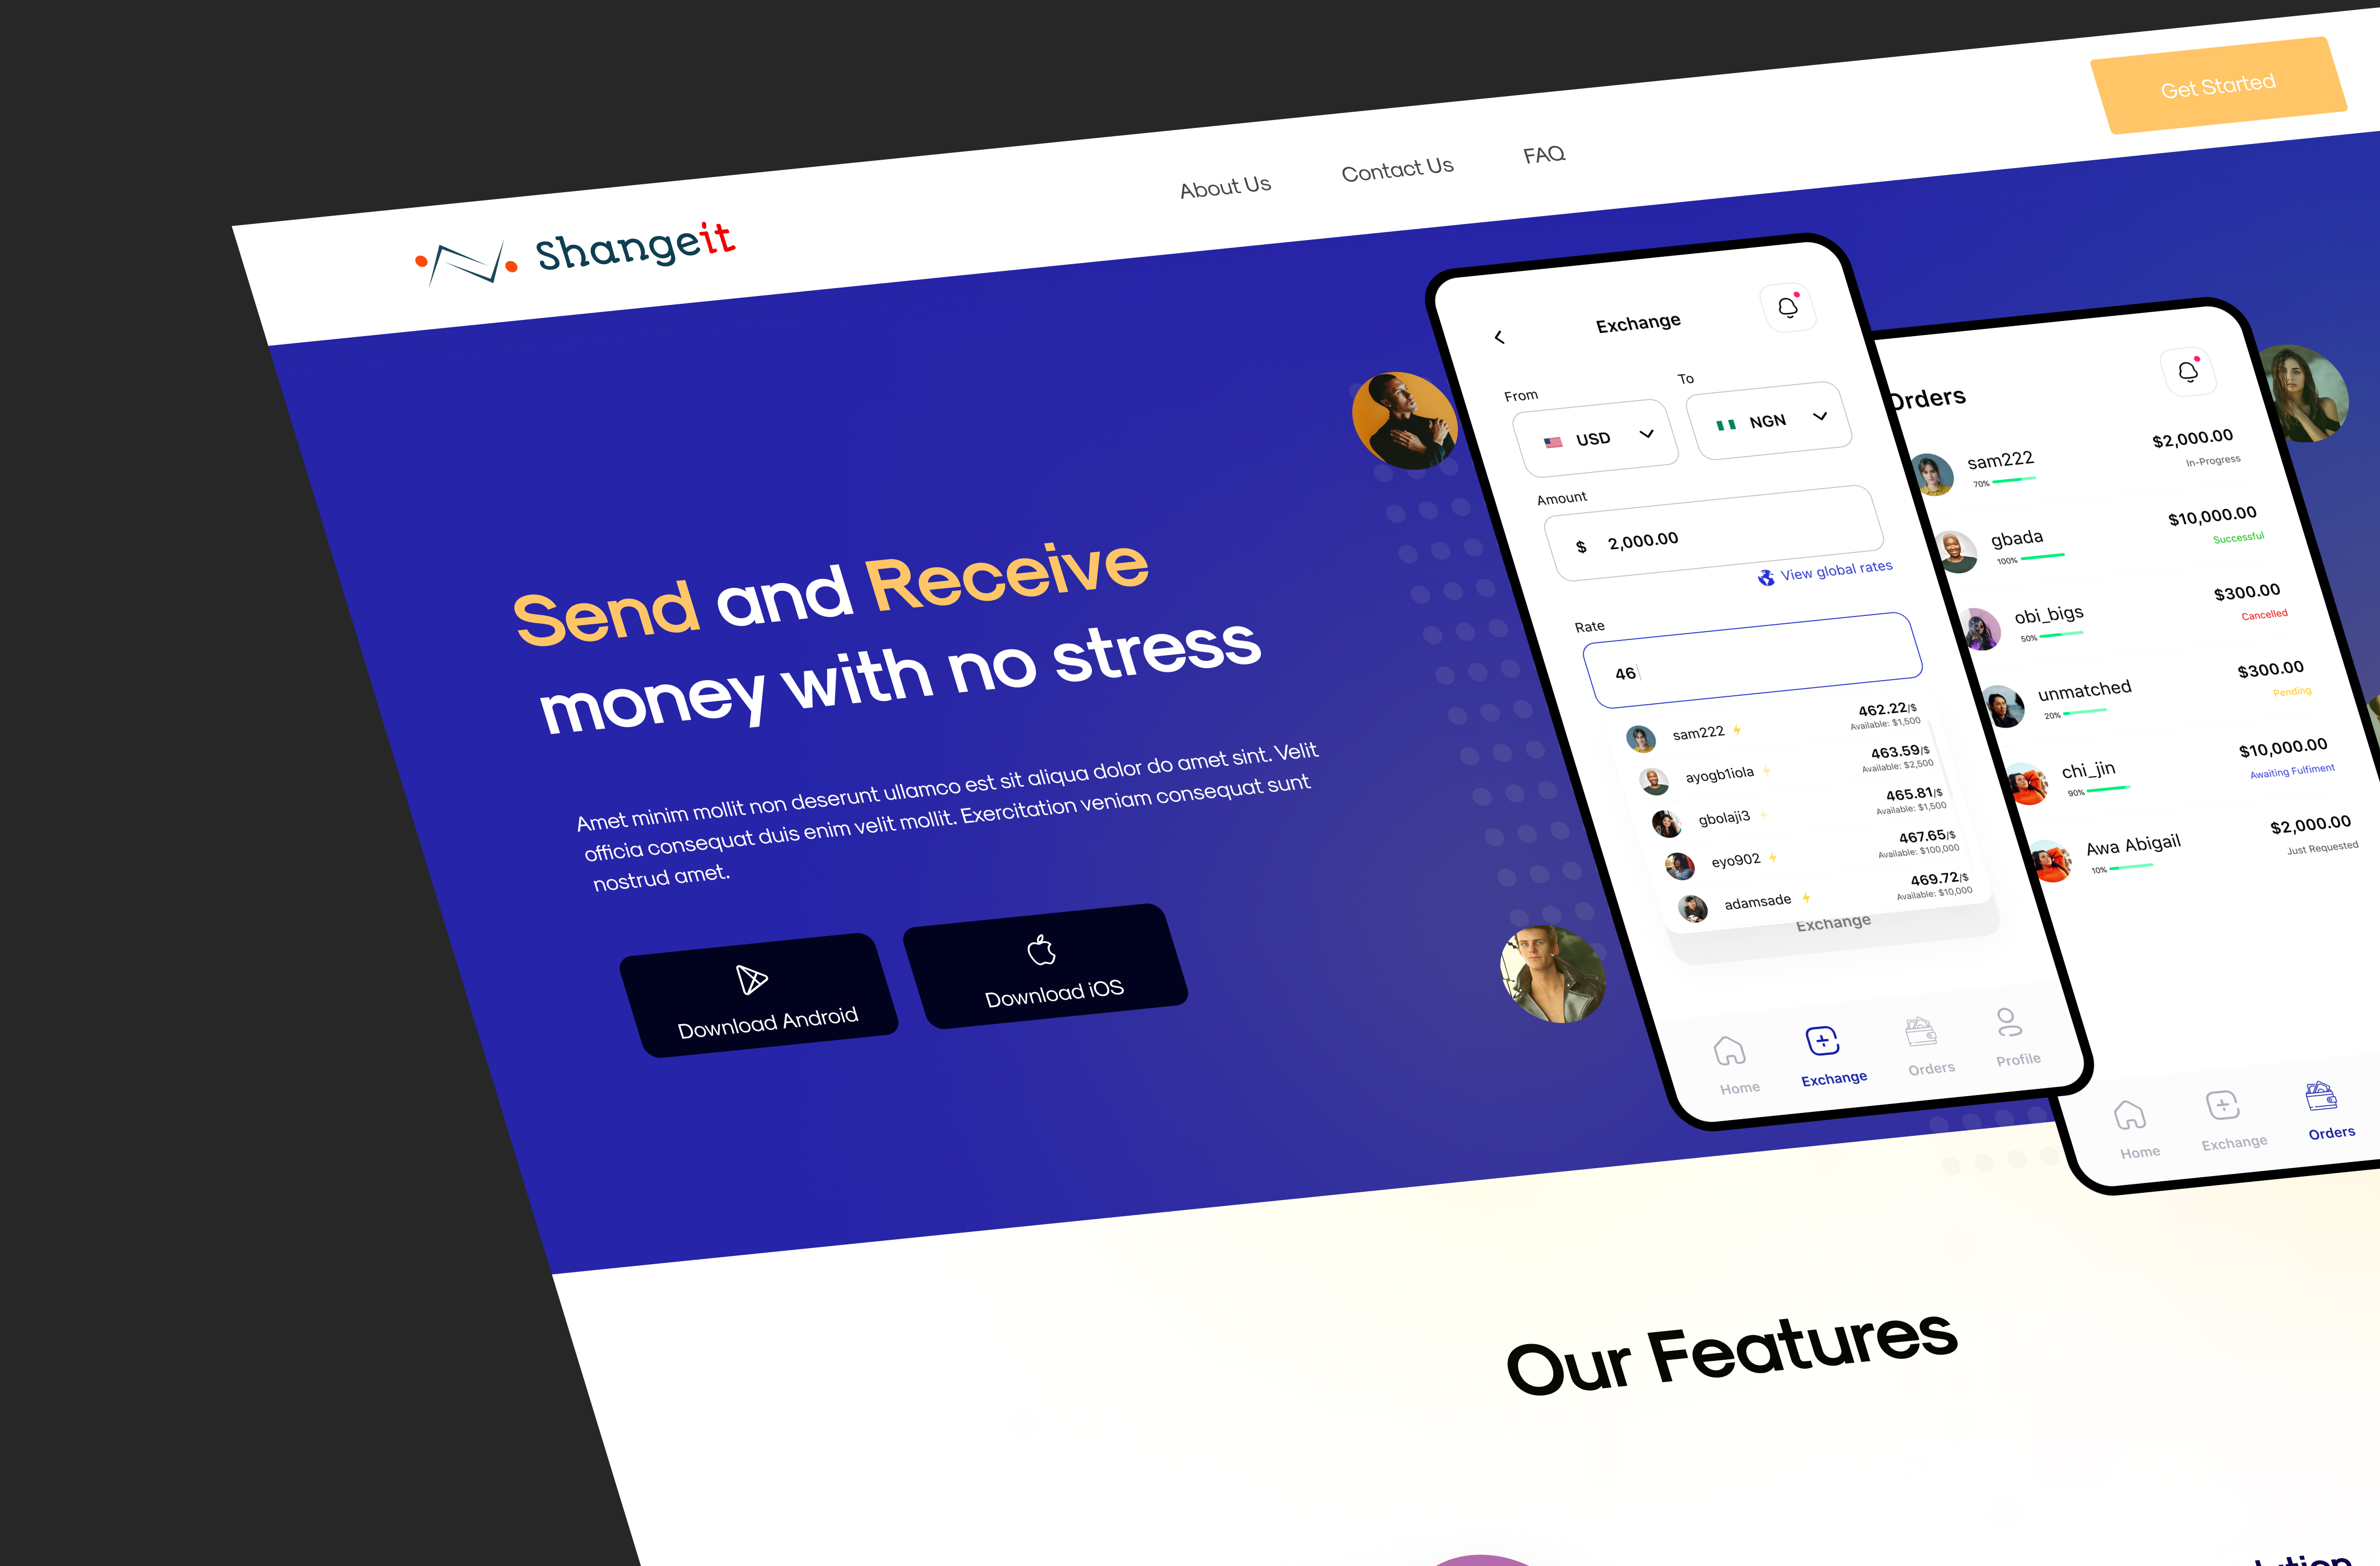 Get Started
About Us
Contact Us
FAQ
Shangeit
Send and Receive
money with no stress
Amet minim mollit non deserunt ullamco est sit aliqua dolor do amet sint. Velit
officia consequat duis enim velit mollit. Exercitation veniam consequat sunt
nostrud amet.
Download Android
Download iOS
Exchange
From
To
USD
NGN
Amount
$ 2,000.00
View global rates
Rate
46
sam222
462.22/$
Available: $1,500
ayogb1iola
463.59/$
Available: $2,500
gbolaji3
465.81/$
Available: $1,500
eyo902
467.65/$
Available: $100,000
adamsade
469.72/$
Available: $10,000
Exchange
Home
Exchange
Orders
Profile
Orders
sam222
70%
$2,000.00
In-Progress
gbada
100%
$10,000.00
Successful
obi_bigs
50%
$300.00
Cancelled
unmatched
20%
$300.00
Pending
chi_jin
90%
$10,000.00
Awaiting Fulfiment
Awa Abigail
10%
$2,000.00
Just Requested
Home
Exchange
Orders
Our Features